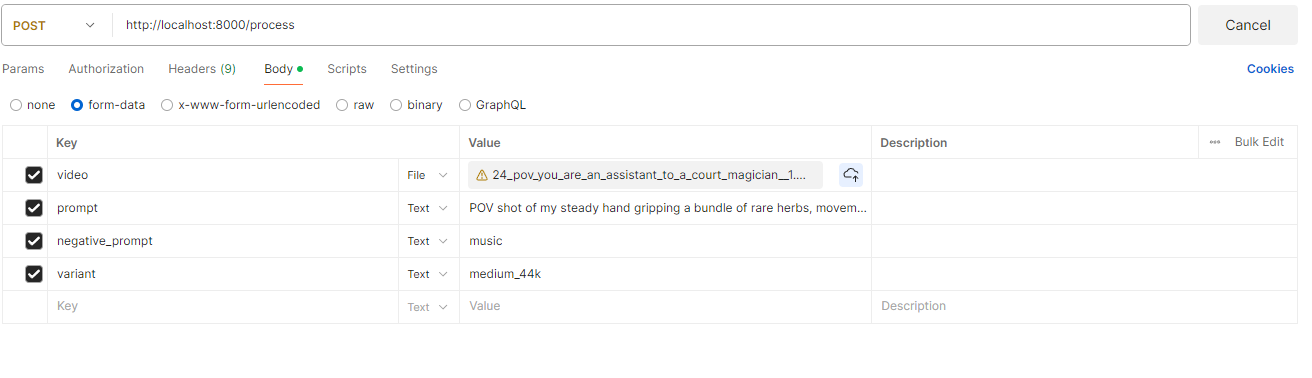 POST http://localhost:8000/process Cancel
Params Authorization Headers (9) Body Scripts Settings Cookies
none form-data x-www-form-urlencoded raw binary GraphQL
Key Value Description ••• Bulk Edit
video File 24_pov_you_are_an_assistant_to_a_court_magician__1....
prompt Text POV shot of my steady hand gripping a bundle of rare herbs, movem...
negative_prompt Text music
variant Text medium_44k
Key Text Value Description